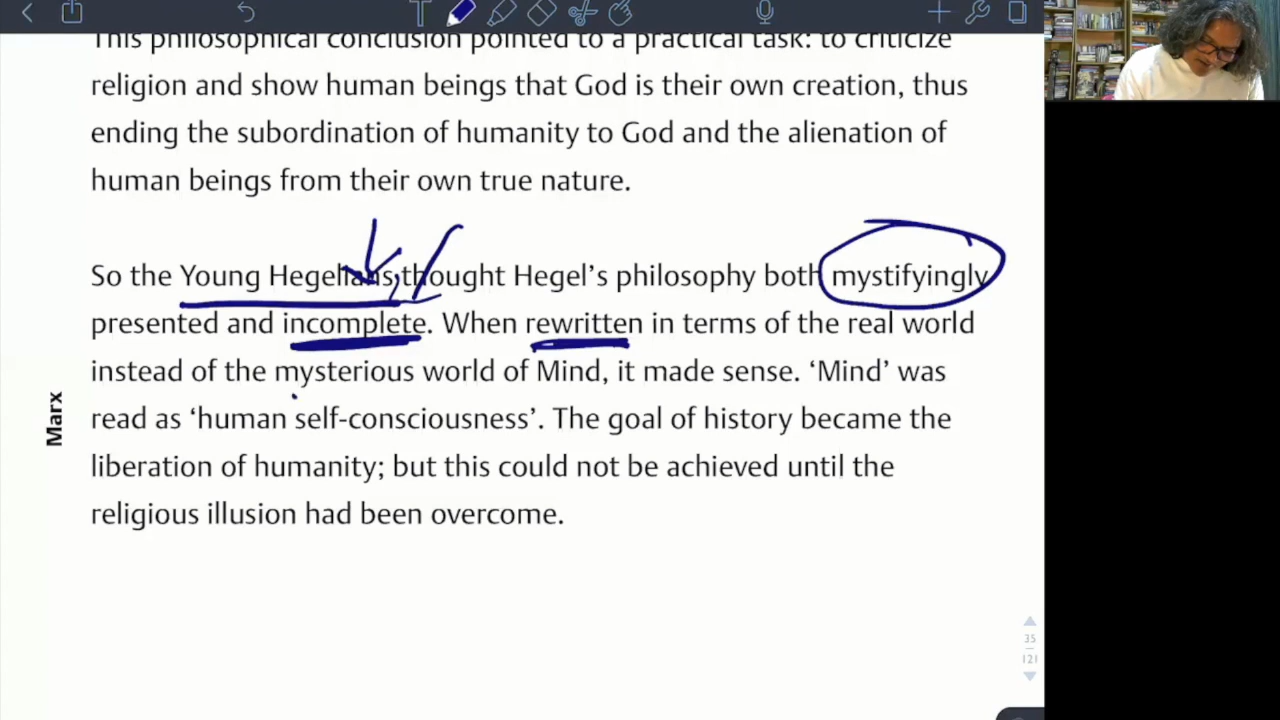 This philosophical conclusion pointed to a practical task: to criticize
religion and show human beings that God is their own creation, thus
ending the subordination of humanity to God and the alienation of
human beings from their own true nature.
So the Young Hegelians thought Hegel’s philosophy both mystifyingly
presented and incomplete. When rewritten in terms of the real world
instead of the mysterious world of Mind, it made sense. ‘Mind’ was
read as ‘human self-consciousness’. The goal of history became the
liberation of humanity; but this could not be achieved until the
religious illusion had been overcome.
Marx
35
121